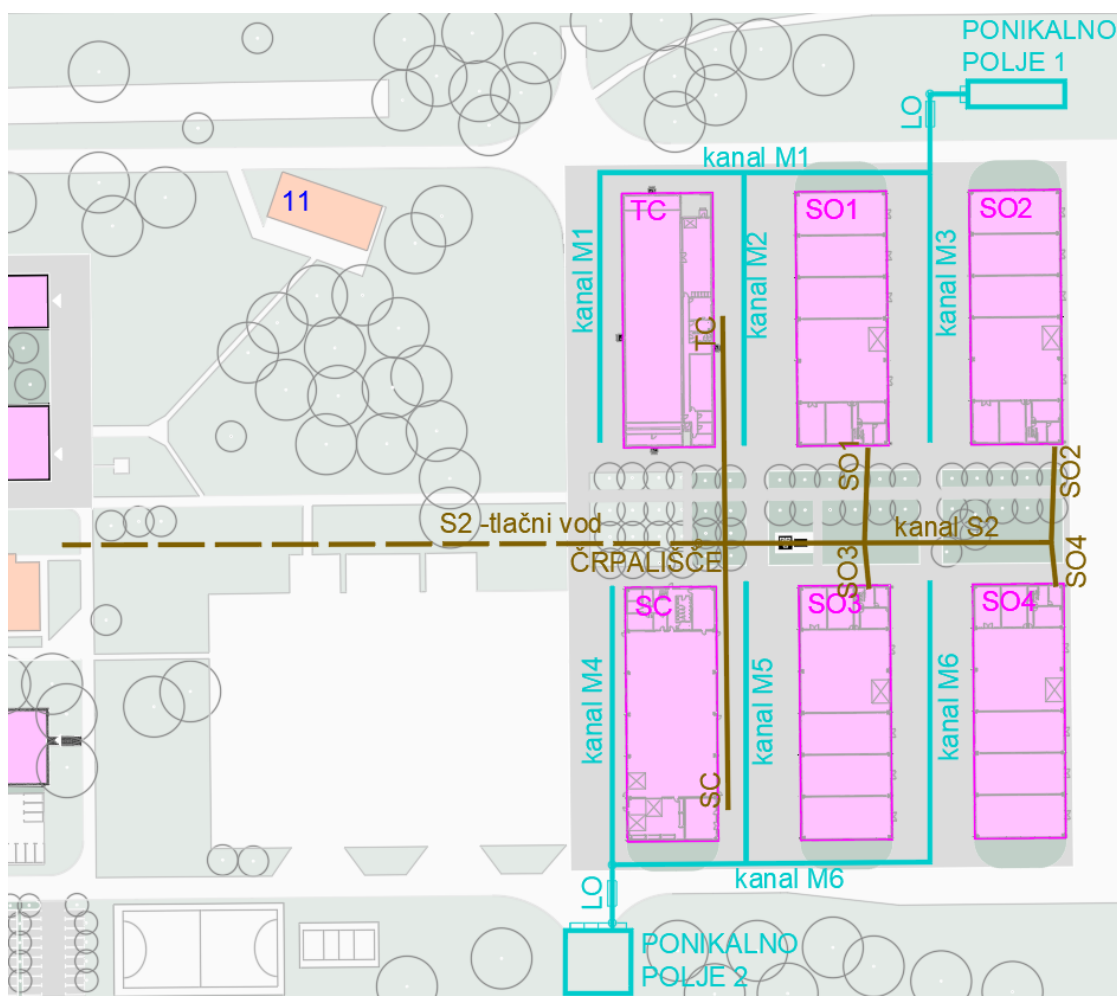 PONIKALNO
POLJE 1
LO
kanal M1
11
TC
SO1
SO2
kanal M1
kanal M2
kanal M3
TC
SO1
SO2
S2 -tlačni vod
kanal S2
ČRPALIŠČE
SO3
SO4
SC
SO3
SO4
kanal M4
kanal M5
kanal M6
SC
kanal M6
LO
PONIKALNO
POLJE 2